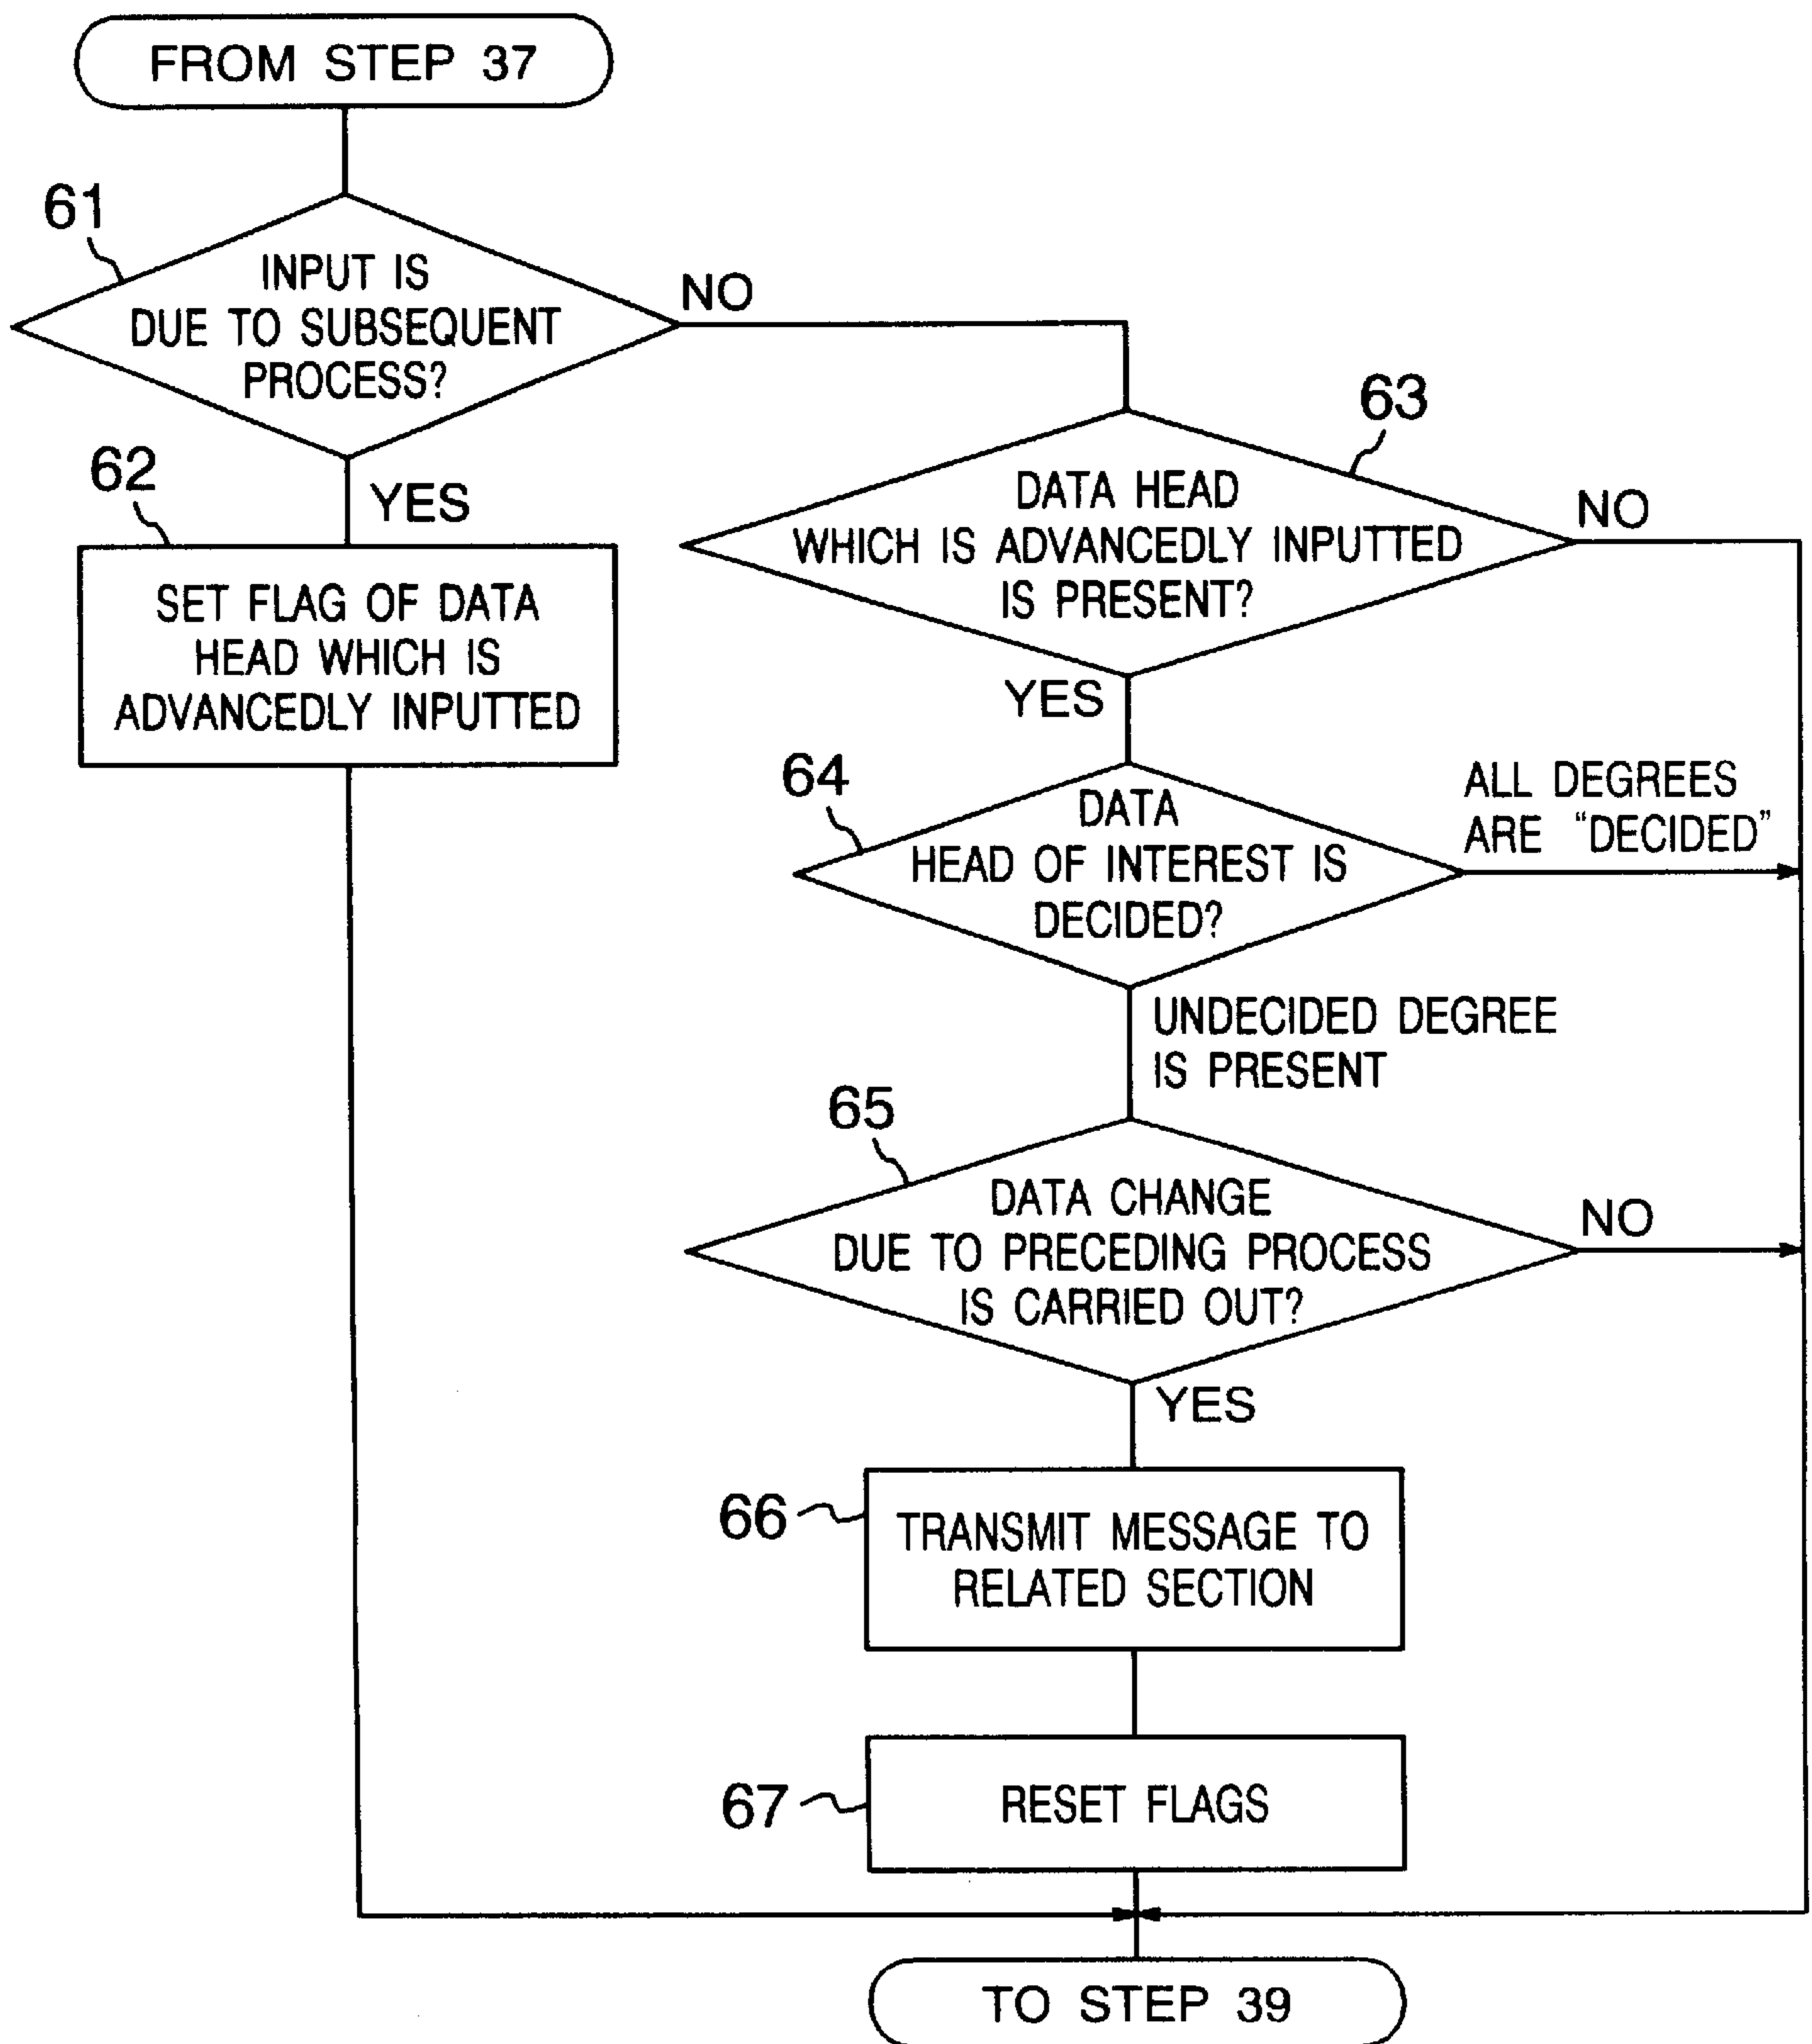 FROM STEP 37
61
INPUT IS
DUE TO SUBSEQUENT
PROCESS?
NO
YES
62
SET FLAG OF DATA
HEAD WHICH IS
ADVANCEDLY INPUTTED
63
DATA HEAD
WHICH IS ADVANCEDLY INPUTTED
IS PRESENT?
NO
YES
64
DATA
HEAD OF INTEREST IS
DECIDED?
ALL DEGREES
ARE “DECIDED”
UNDECIDED DEGREE
IS PRESENT
65
DATA CHANGE
DUE TO PRECEDING PROCESS
IS CARRIED OUT?
NO
YES
66
TRANSMIT MESSAGE TO
RELATED SECTION
67
RESET FLAGS
TO STEP 39